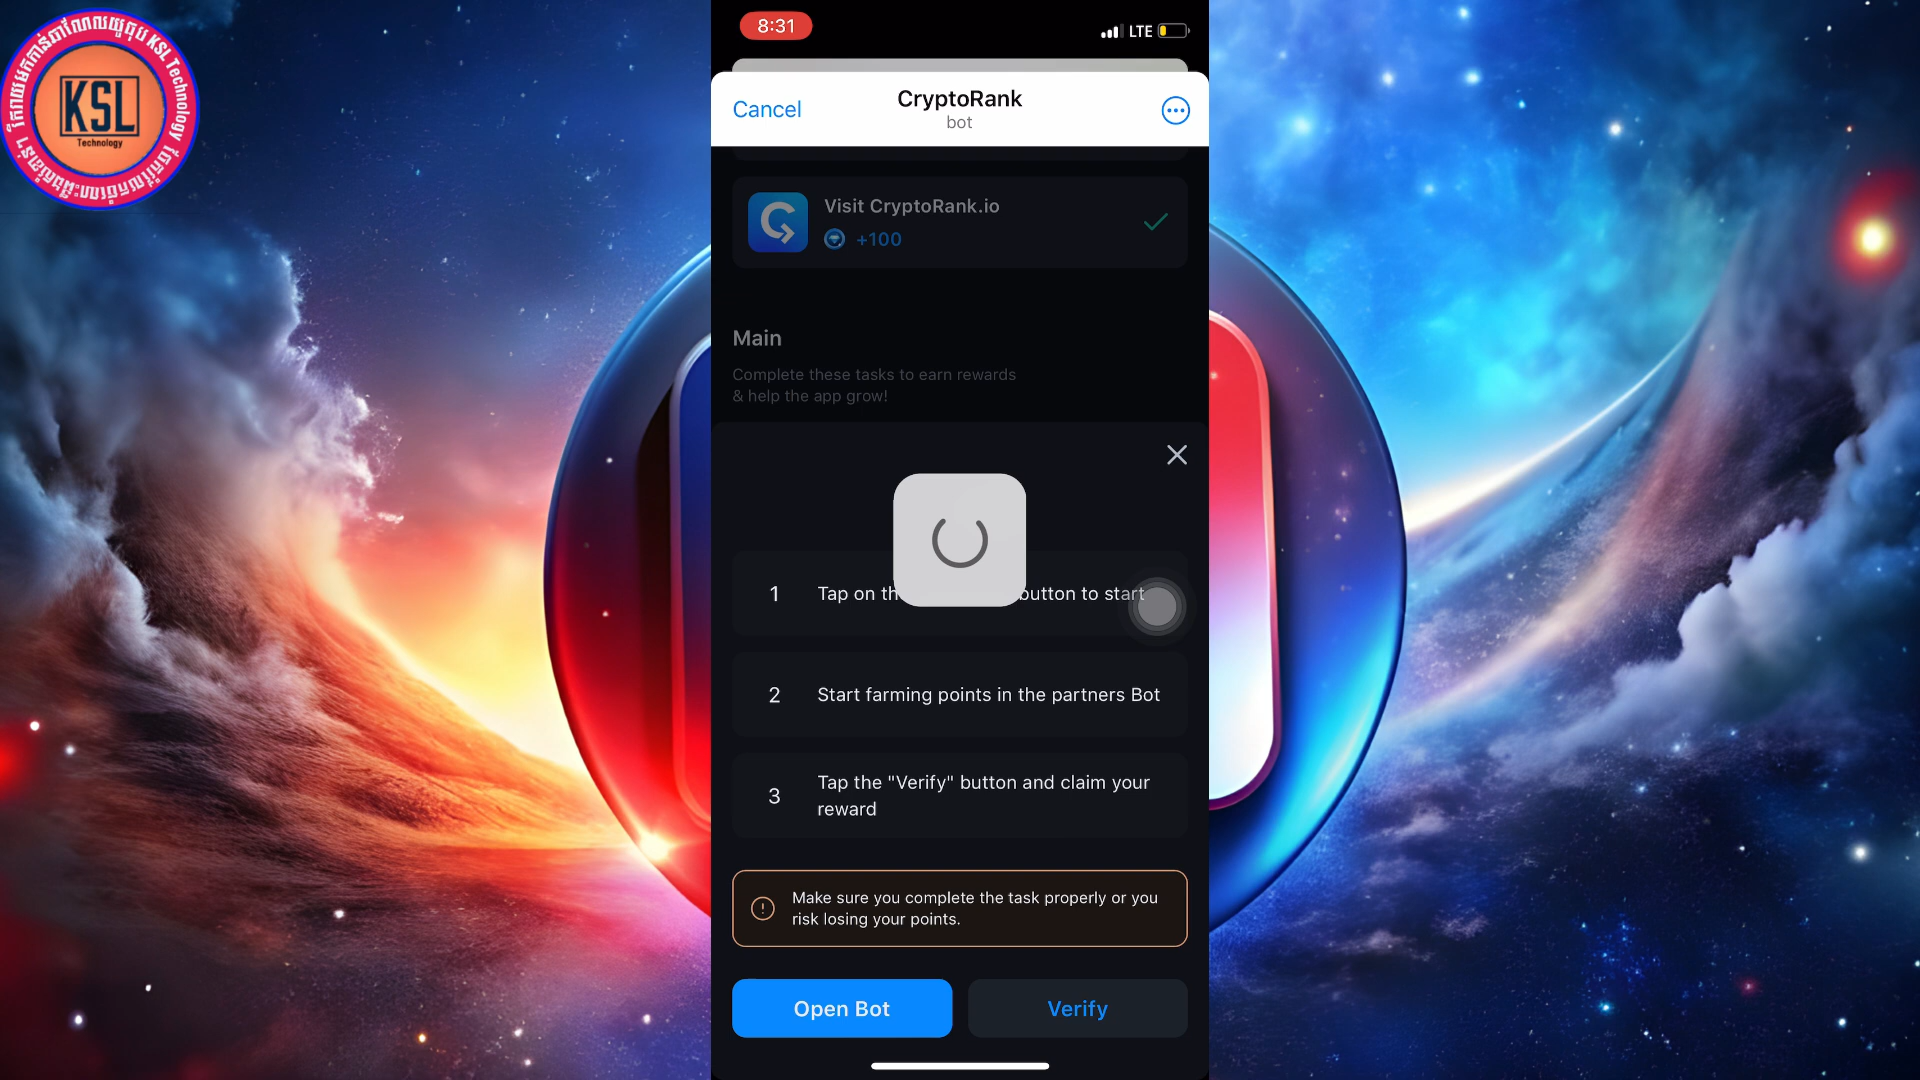 KSL
Technology
8:31
LTE
Cancel
CryptoRank
bot
Visit CryptoRank.io
+100
Main
Complete these tasks to earn rewards
& help the app grow!
1
Tap on th
button to start
2
Start farming points in the partners Bot
3
Tap the "Verify" button and claim your
reward
Make sure you complete the task properly or you
risk losing your points.
Open Bot
Verify